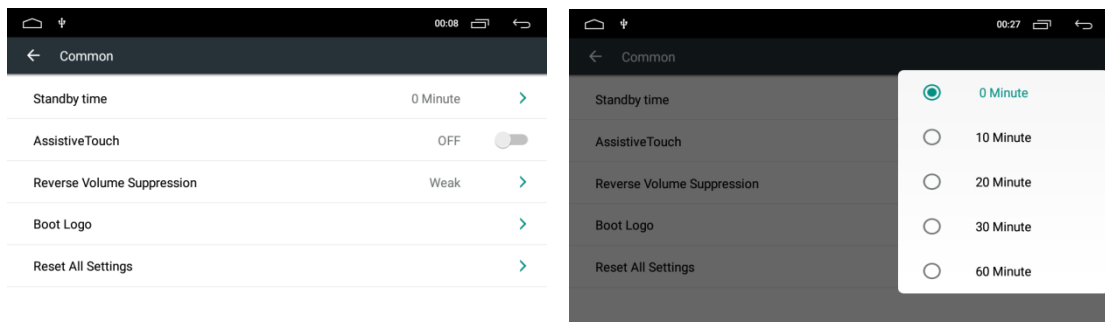 00:08
Common
Standby time 0 Minute
AssistiveTouch OFF
Reverse Volume Suppression Weak
Boot Logo
Reset All Settings
00:27
Common
Standby time
AssistiveTouch
Reverse Volume Suppression
Boot Logo
Reset All Settings
0 Minute
10 Minute
20 Minute
30 Minute
60 Minute